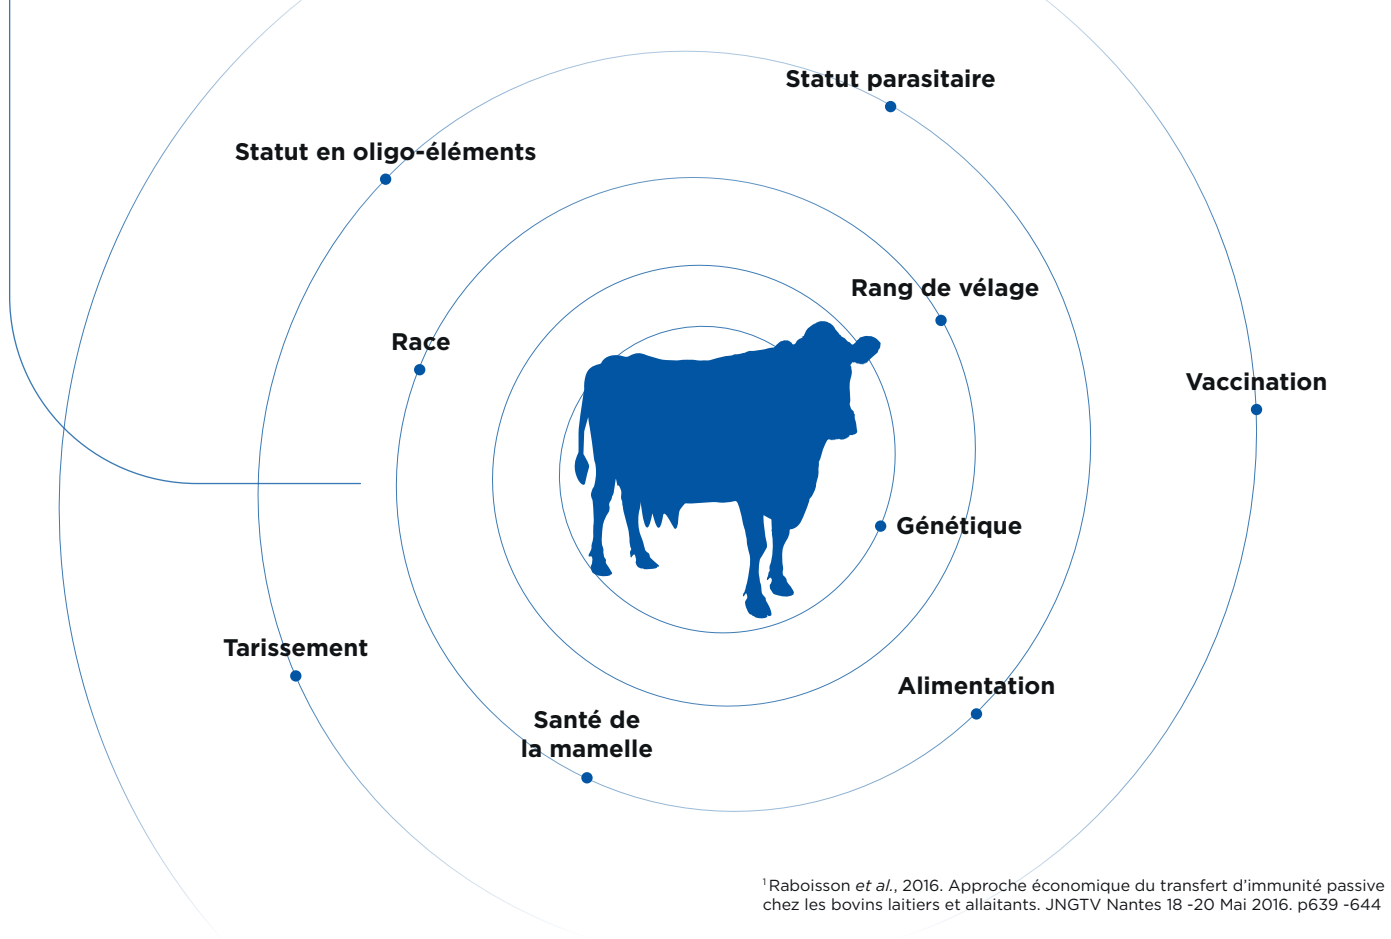 Statut parasitaire
Statut en oligo-éléments
Rang de vélage
Race
Vaccination
Génétique
Tarissement
Alimentation
Santé de
la mamelle
¹ Raboisson et al., 2016. Approche économique du transfert d’immunité passive
chez les bovins laitiers et allaitants. JNGTV Nantes 18 -20 Mai 2016. p639 -644